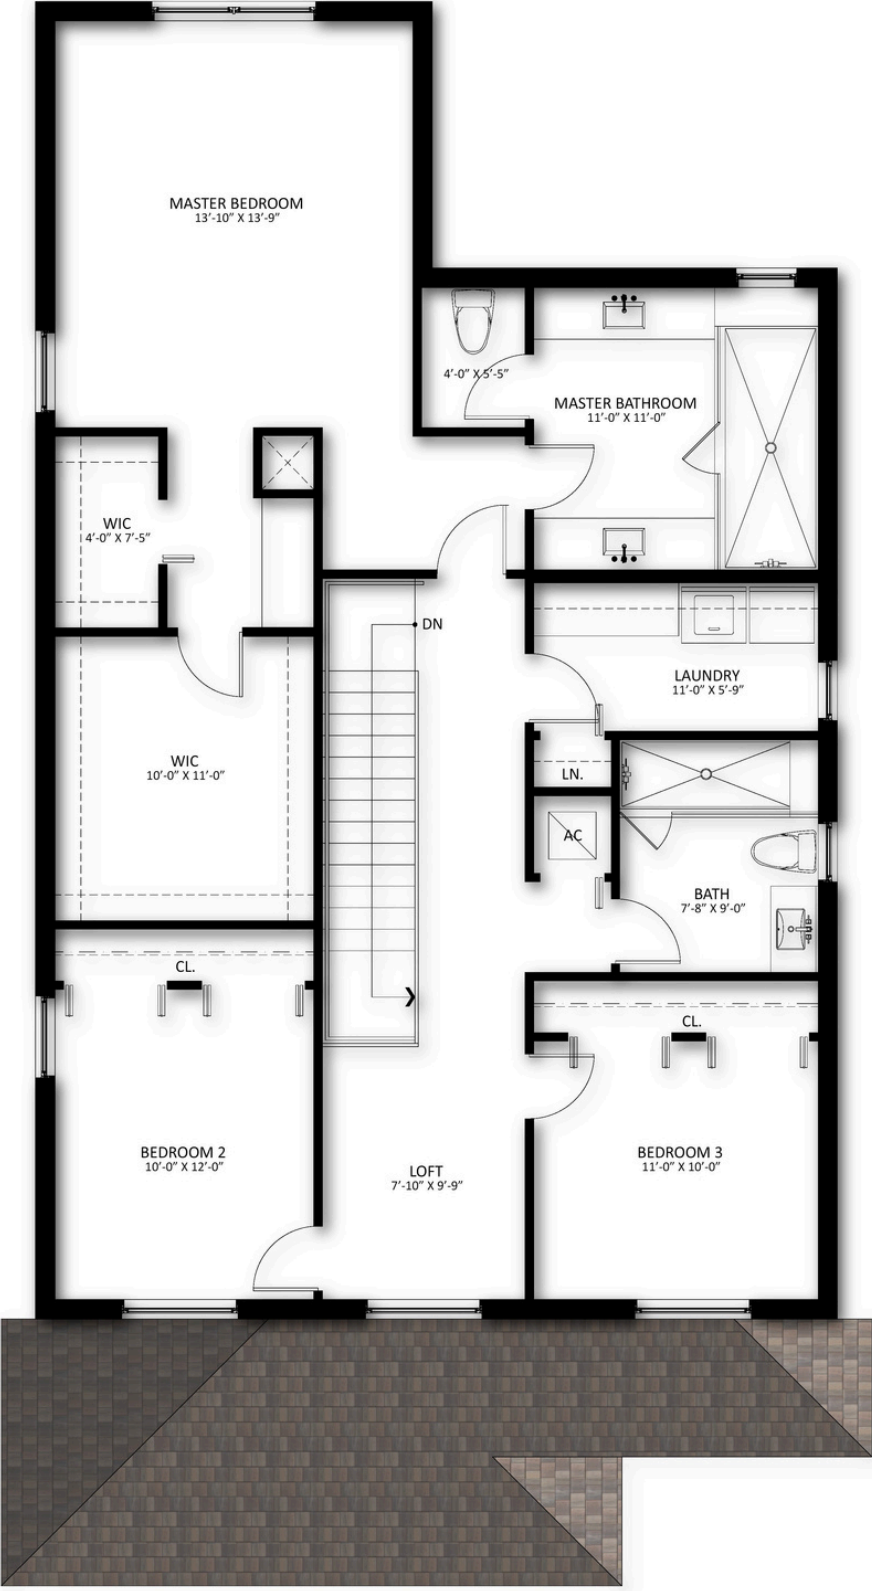 MASTER BEDROOM
13'-10" X 13'-9"
4'-0" X 5'-5"
MASTER BATHROOM
11'-0" X 11'-0"
WIC
4'-0" X 7'-5"
DN
LAUNDRY
11'-0" X 5'-9"
WIC
10'-0" X 11'-0"
LN.
AC
BATH
7'-8" X 9'-0"
CL.
CL.
BEDROOM 2
10'-0" X 12'-0"
LOFT
7'-10" X 9'-9"
BEDROOM 3
11'-0" X 10'-0"